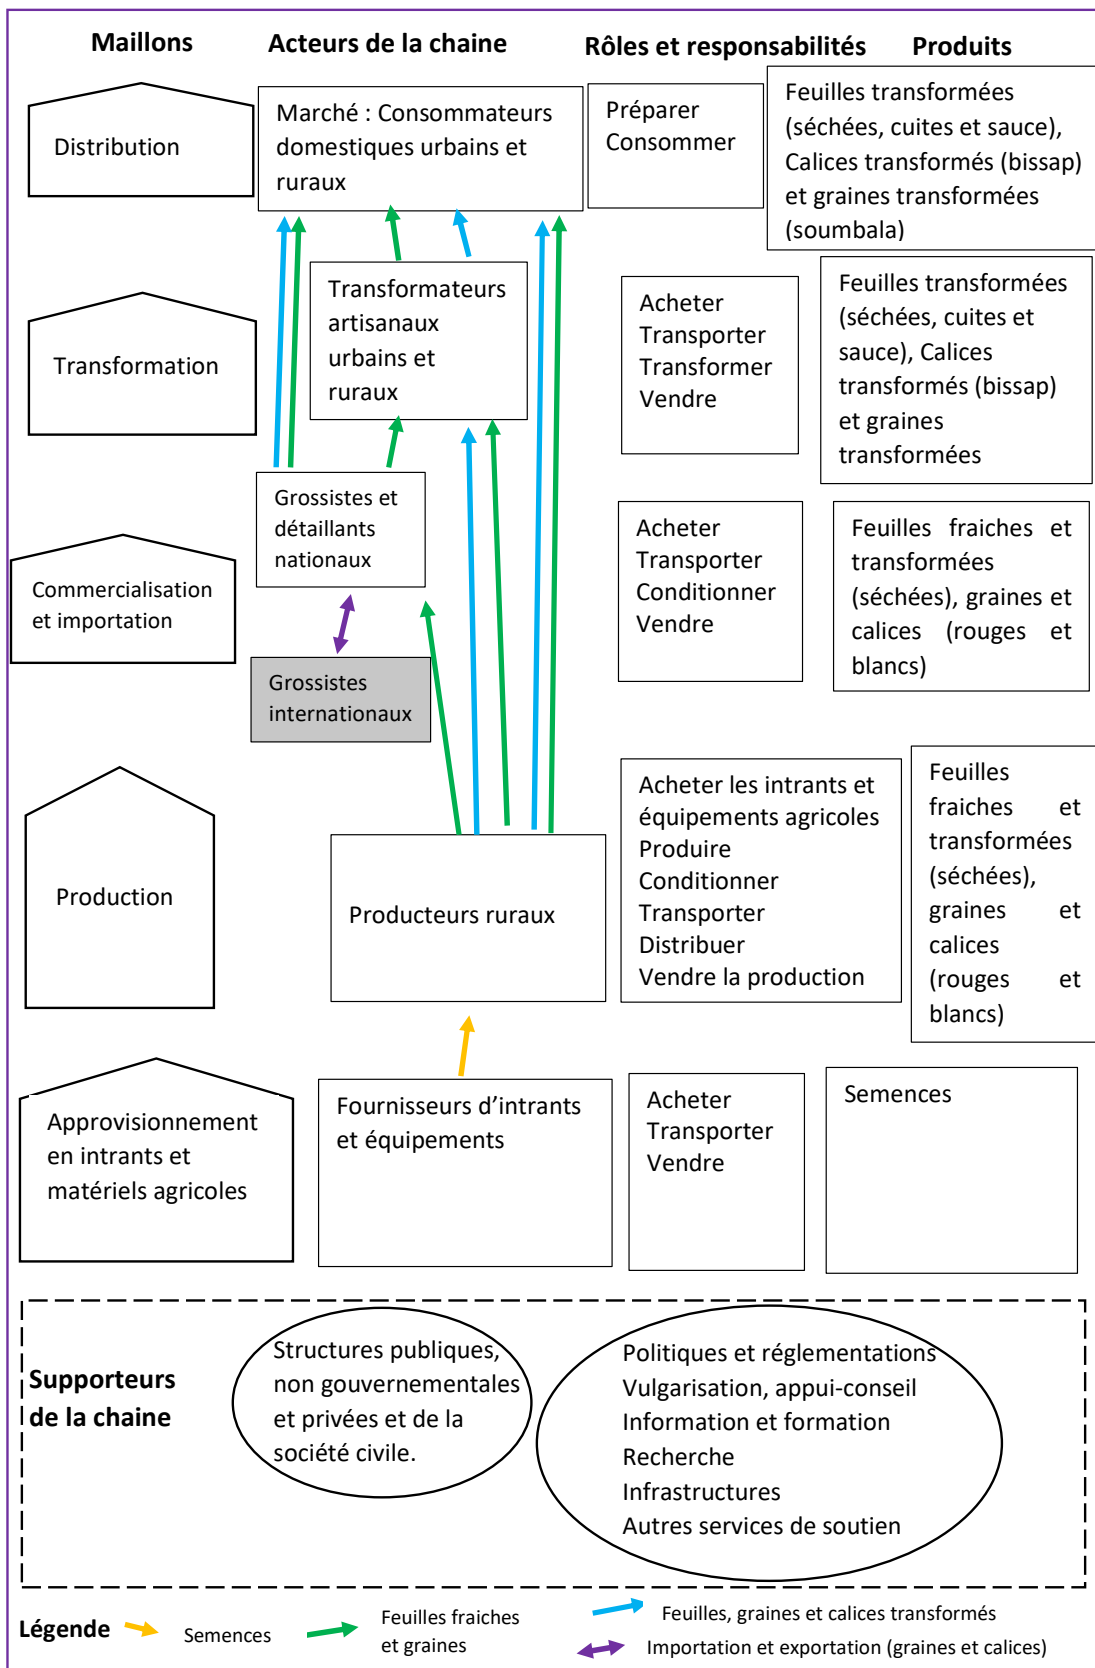 Maillons
Acteurs de la chaine
Rôles et responsabilités
Produits
Distribution
Marché : Consommateurs
domestiques urbains et
ruraux
Préparer
Consommer
Feuilles transformées
(séchées, cuites et sauce),
Calices transformés (bissap)
et graines transformées
(soumbala)
Transformation
Transformateurs
artisanaux
urbains et
ruraux
Acheter
Transporter
Transformer
Vendre
Feuilles transformées
(séchées, cuites et
sauce), Calices
transformés (bissap)
et graines
transformées
Commercialisation
et importation
Grossistes et
détaillants
nationaux
Grossistes
internationaux
Acheter
Transporter
Conditionner
Vendre
Feuilles fraiches et
transformées
(séchées), graines et
calices (rouges et
blancs)
Production
Producteurs ruraux
Acheter les intrants et
équipements agricoles
Produire
Conditionner
Transporter
Distribuer
Vendre la production
Feuilles
fraiches et
transformées
(séchées),
graines et
calices
(rouges et
blancs)
Approvisionnement
en intrants et
matériels agricoles
Fournisseurs d’intrants
et équipements
Acheter
Transporter
Vendre
Semences
Supporteurs
de la chaine
Structures publiques,
non gouvernementales
et privées et de la
société civile.
Politiques et réglementations
Vulgarisation, appui-conseil
Information et formation
Recherche
Infrastructures
Autres services de soutien
Légende
Semences
Feuilles fraiches
et graines
Feuilles, graines et calices transformés
Importation et exportation (graines et calices)